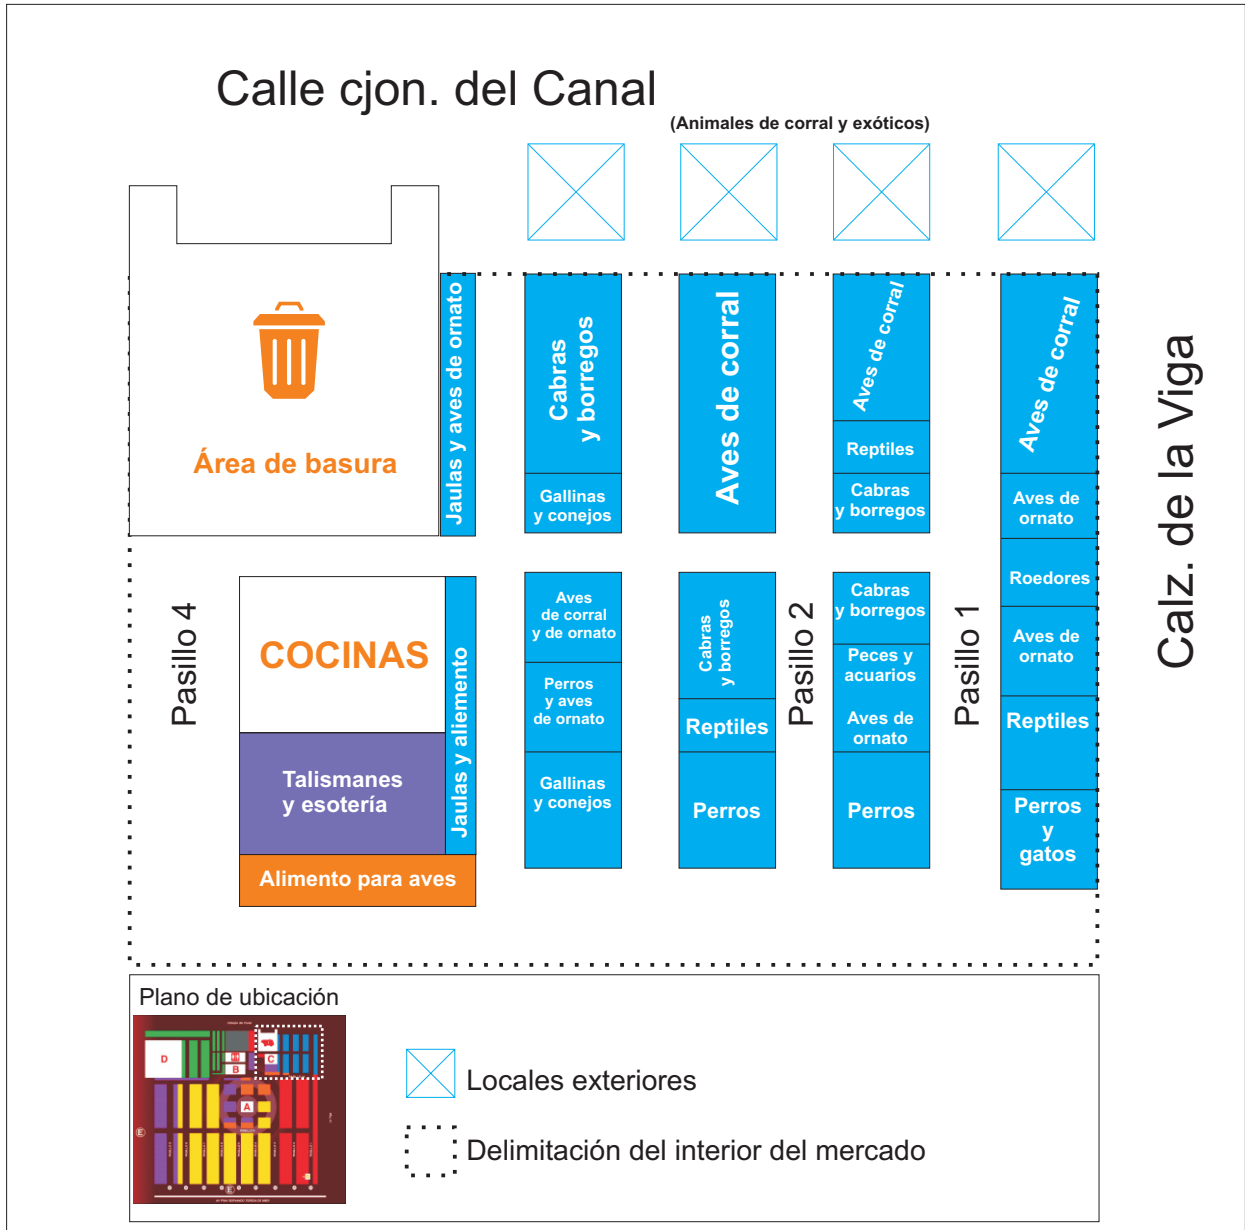 Calle cjon. del Canal
(Animales de corral y exóticos)
Calz. de la Viga
Área de basura
Jaulas y aves de ornato
Cabras
y borregos
Gallinas
y conejos
Aves de corral
Aves de corral
Reptiles
Cabras
y borregos
Aves de corral
Aves de
ornato
Roedores
Aves de
ornato
Reptiles
Perros
y
gatos
Pasillo 4
COCINAS
Talismanes
y esotería
Jaulas y aliemento
Alimento para aves
Aves
de corral
y de ornato
Perros
y aves
de ornato
Gallinas
y conejos
Cabras
y borregos
Reptiles
Perros
Pasillo 2
Cabras
y borregos
Peces y
acuarios
Aves de
ornato
Perros
Pasillo 1
Plano de ubicación
D
B
C
A
E
E
Locales exteriores
Delimitación del interior del mercado